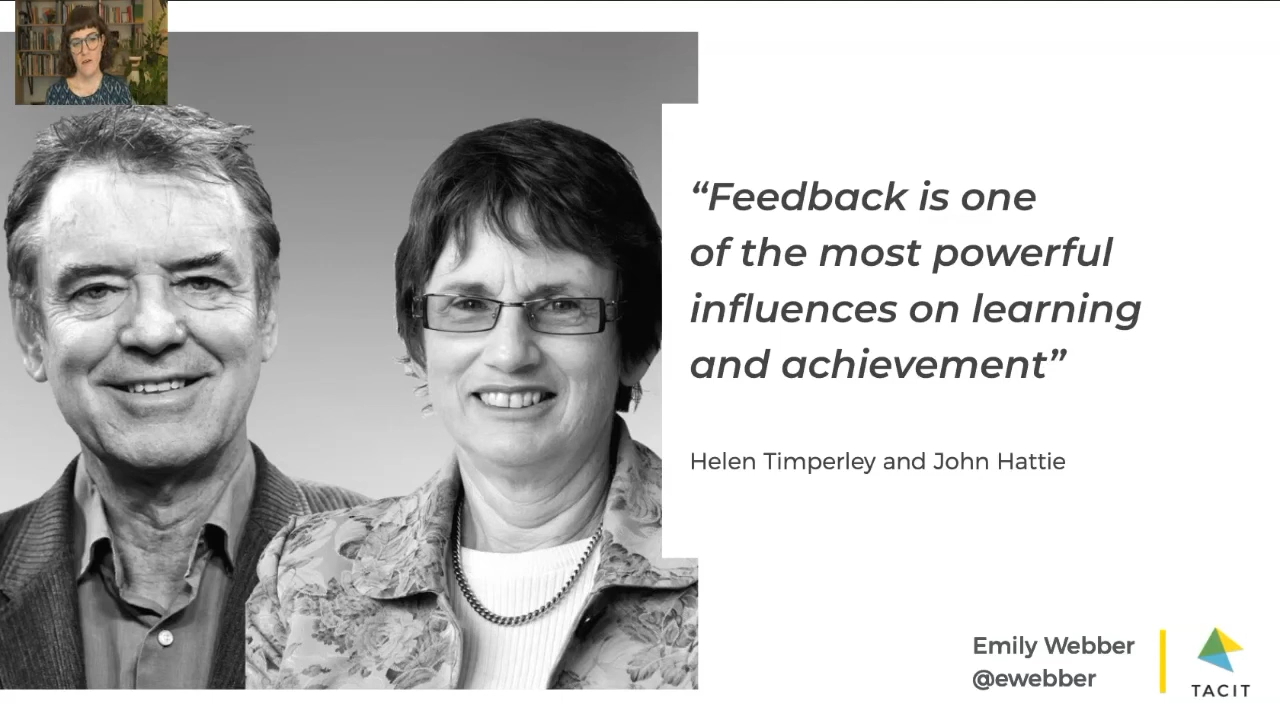 “Feedback is one
of the most powerful
influences on learning
and achievement”
Helen Timperley and John Hattie
Emily Webber
@ewebber
TACIT